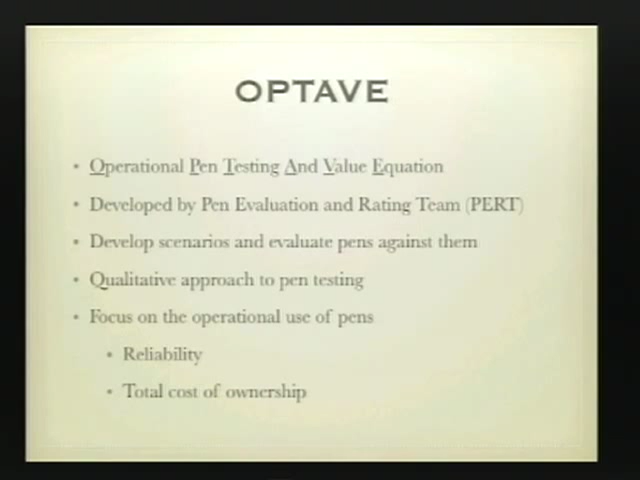 OPTAVE
• Operational Pen Testing And Value Equation
• Developed by Pen Evaluation and Rating Team (PERT)
• Develop scenarios and evaluate pens against them
• Qualitative approach to pen testing
• Focus on the operational use of pens
• Reliability
• Total cost of ownership